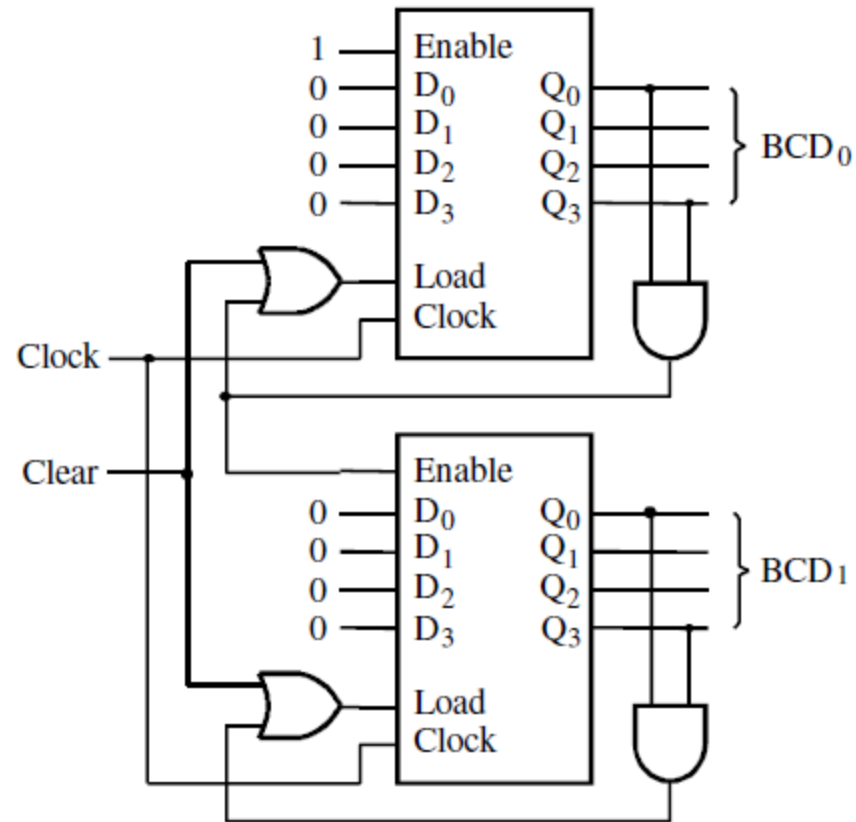 1 Enable
0 D0 Q0
0 D1 Q1
0 D2 Q2
0 D3 Q3
BCD0
Load
Clock
Clock
Clear
Enable
0 D0 Q0
0 D1 Q1
0 D2 Q2
0 D3 Q3
BCD1
Load
Clock